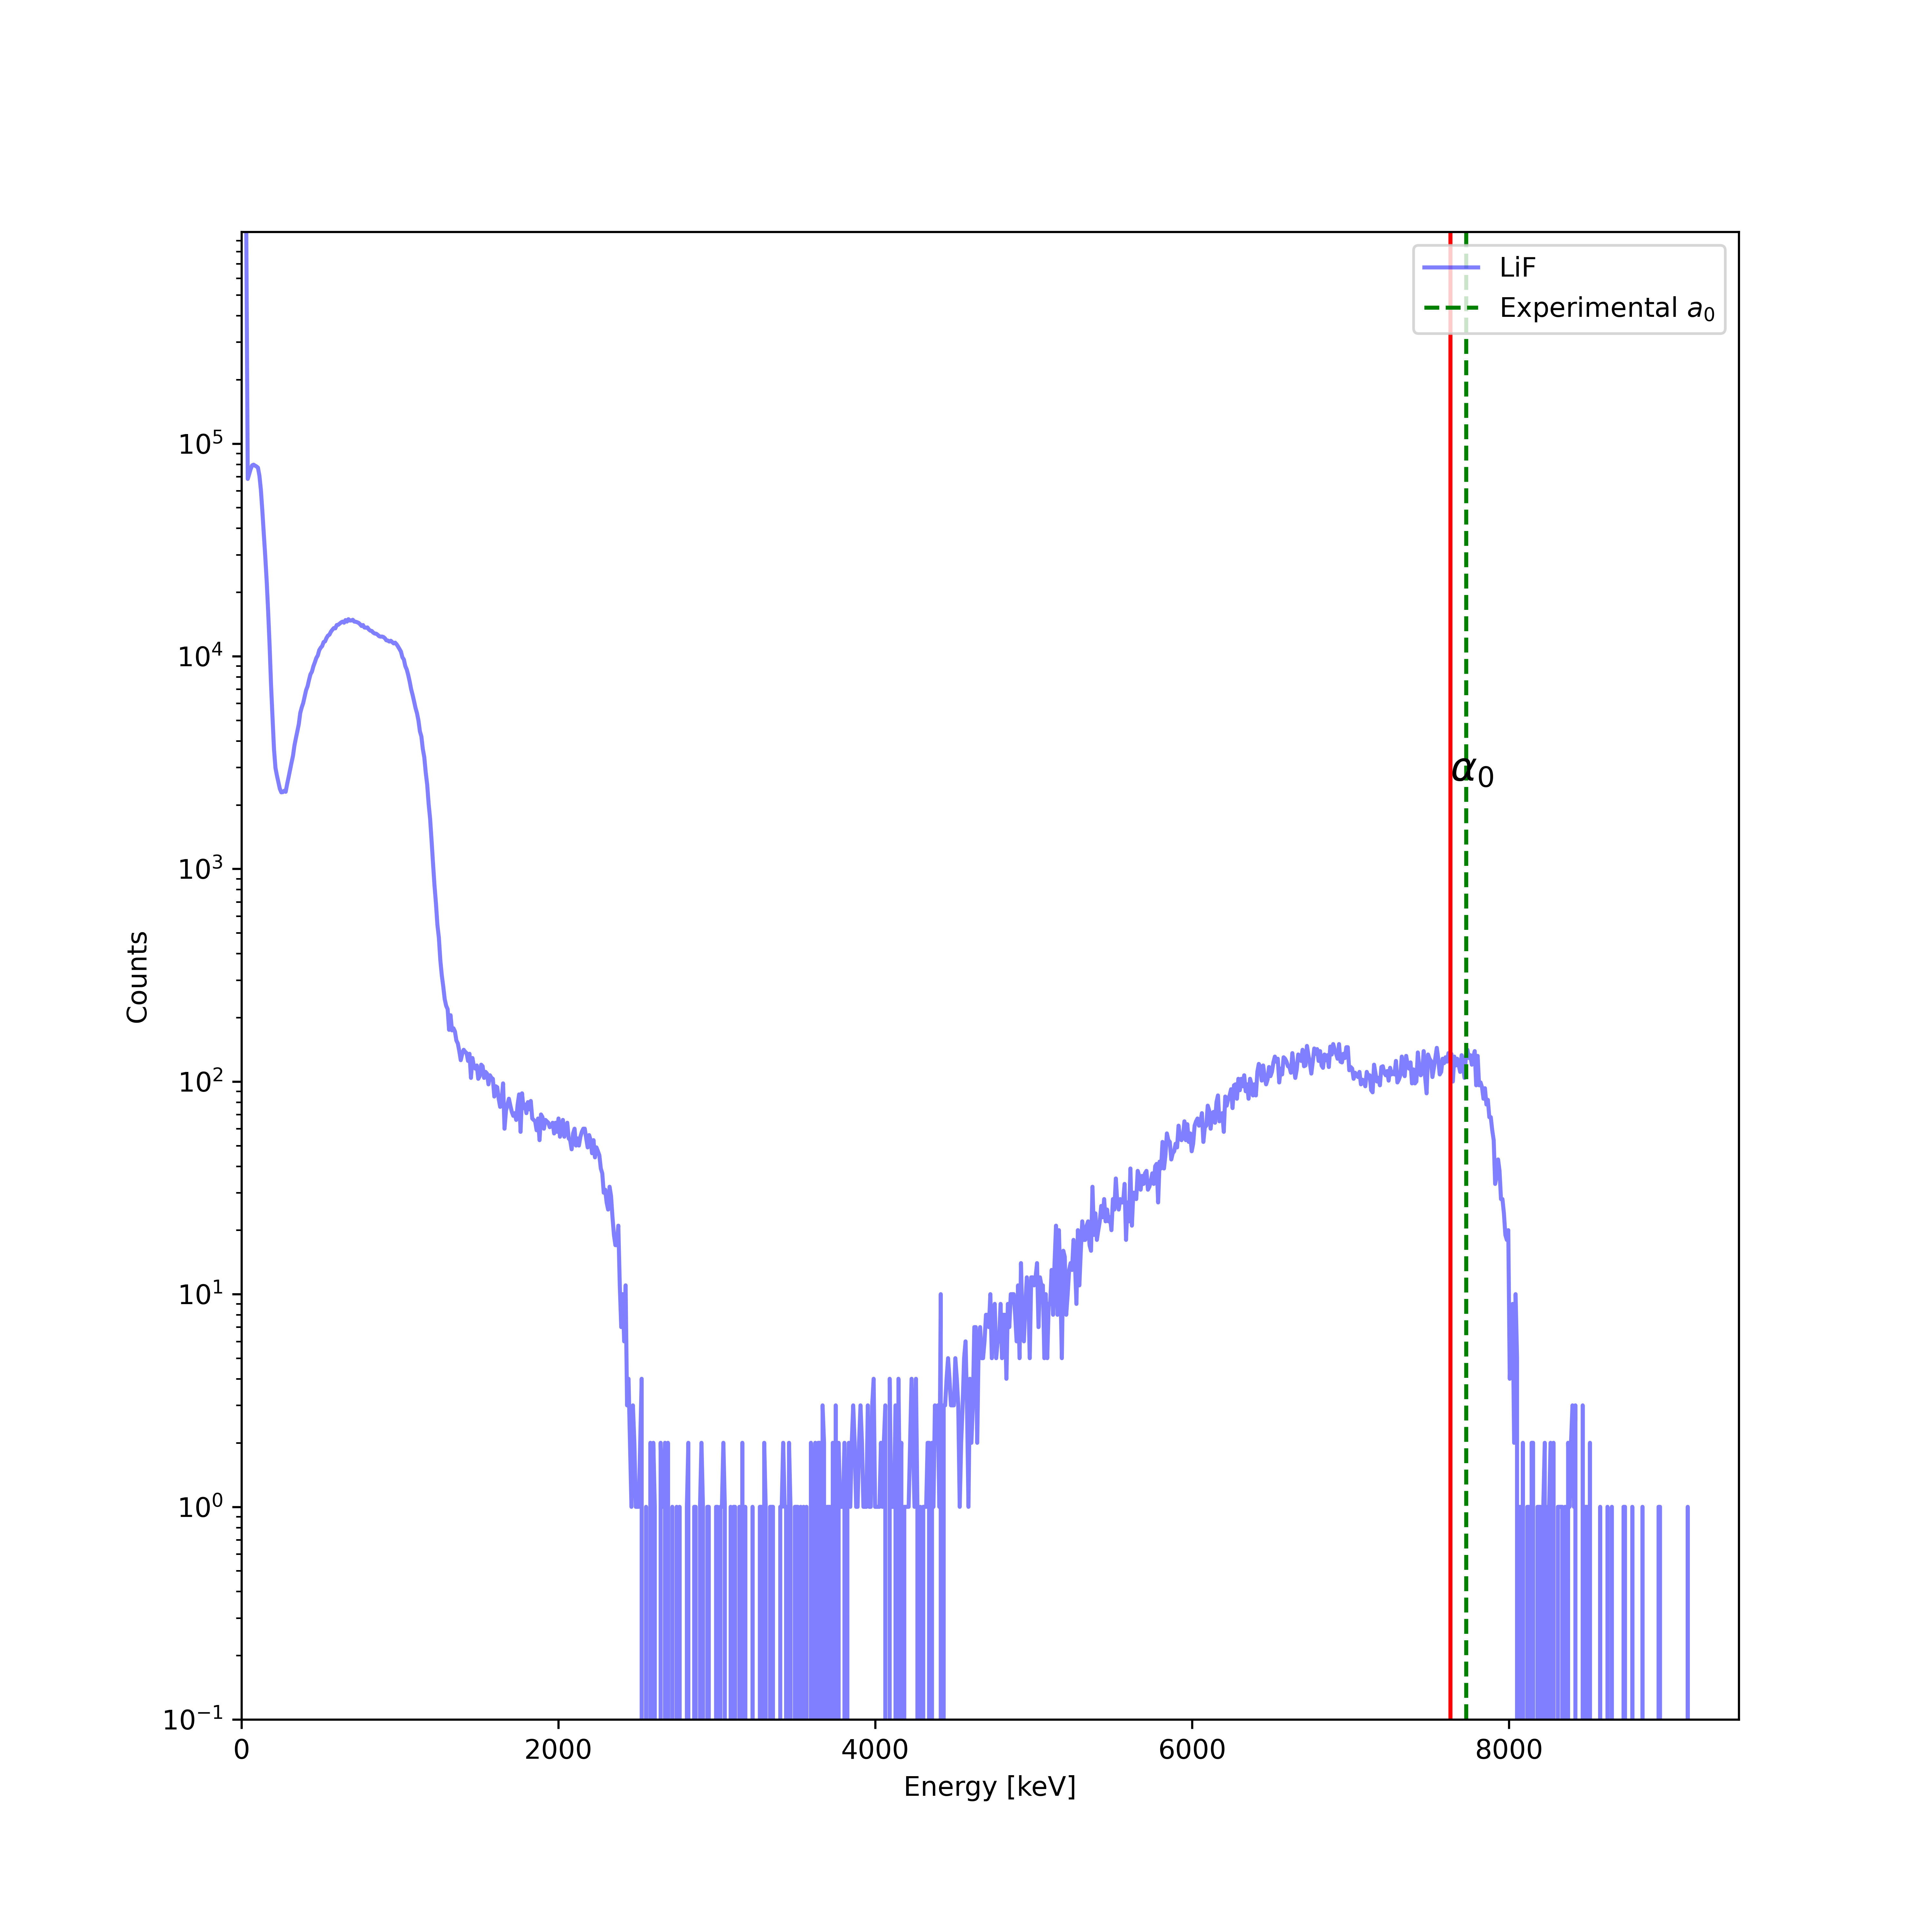 LiF
Experimental a₀
10⁵
10⁴
α₀
10³
Counts
10²
10¹
10⁰
10⁻¹
0 2000 4000 6000 8000
Energy [keV]